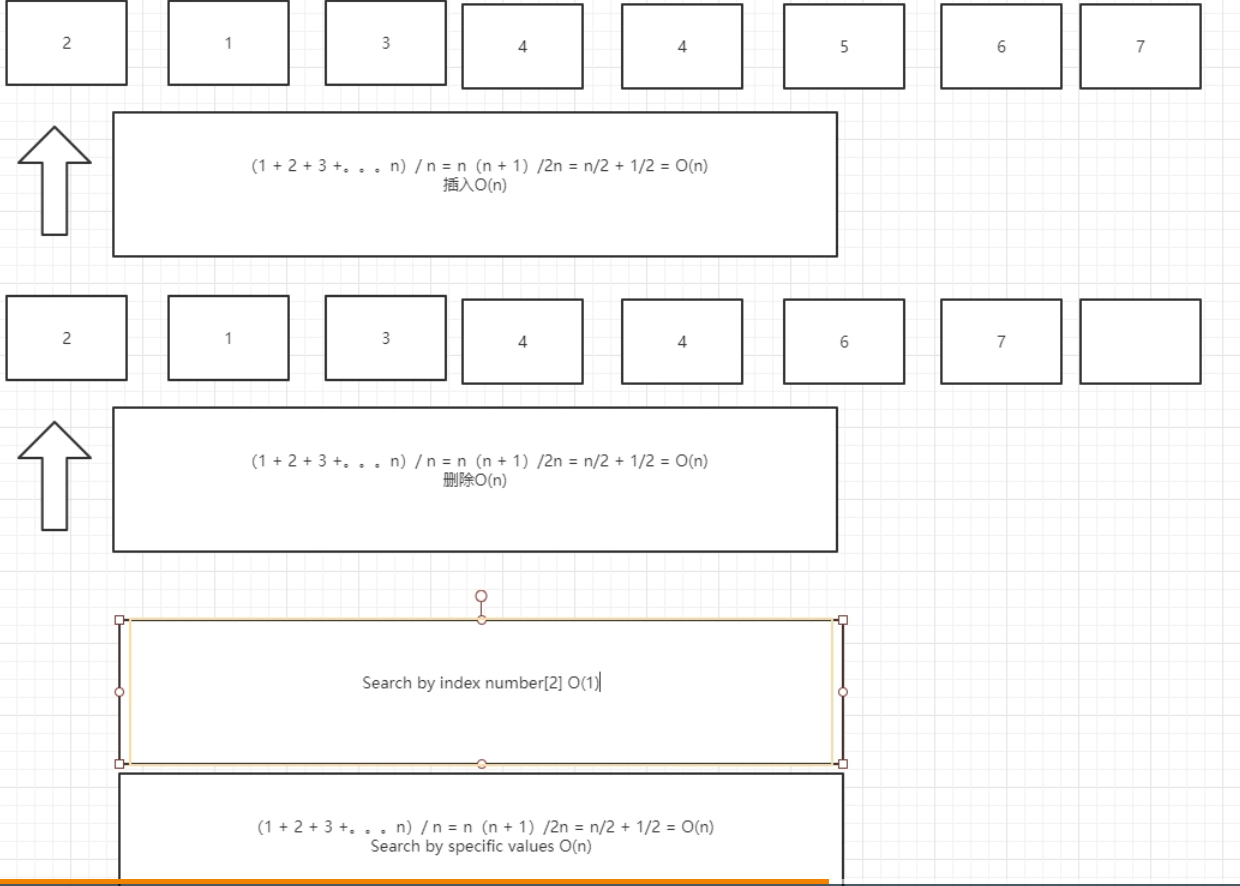 2 1 3 4 4 5 6 7
(1 + 2 + 3 +。。。n）/ n = n（n + 1）/2n = n/2 + 1/2 = O(n)
插入O(n)
2 1 3 4 4 6 7
(1 + 2 + 3 +。。。n）/ n = n（n + 1）/2n = n/2 + 1/2 = O(n)
删除O(n)
Search by index number[2] O(1)
(1 + 2 + 3 +。。。n）/ n = n（n + 1）/2n = n/2 + 1/2 = O(n)
Search by specific values O(n)